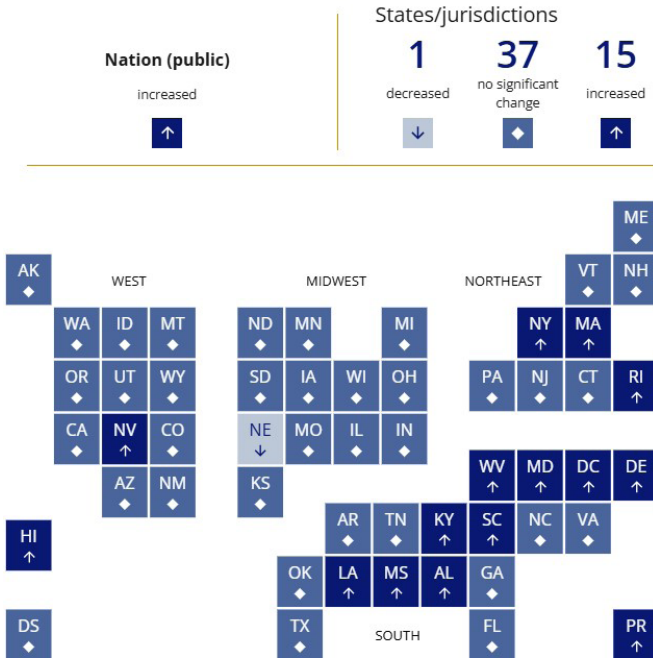 States/jurisdictions
Nation (public)
increased
1
decreased
37
no significant
change
15
increased
ME
AK
WEST
MIDWEST
NORTHEAST
VT NH
WA ID MT ND MN MI NY MA
OR UT WY SD IA WI OH PA NJ CT RI
CA NV CO NE MO IL IN
AZ NM KS WV MD DC DE
HI AR TN KY SC NC VA
OK LA MS AL GA
DS TX SOUTH FL PR